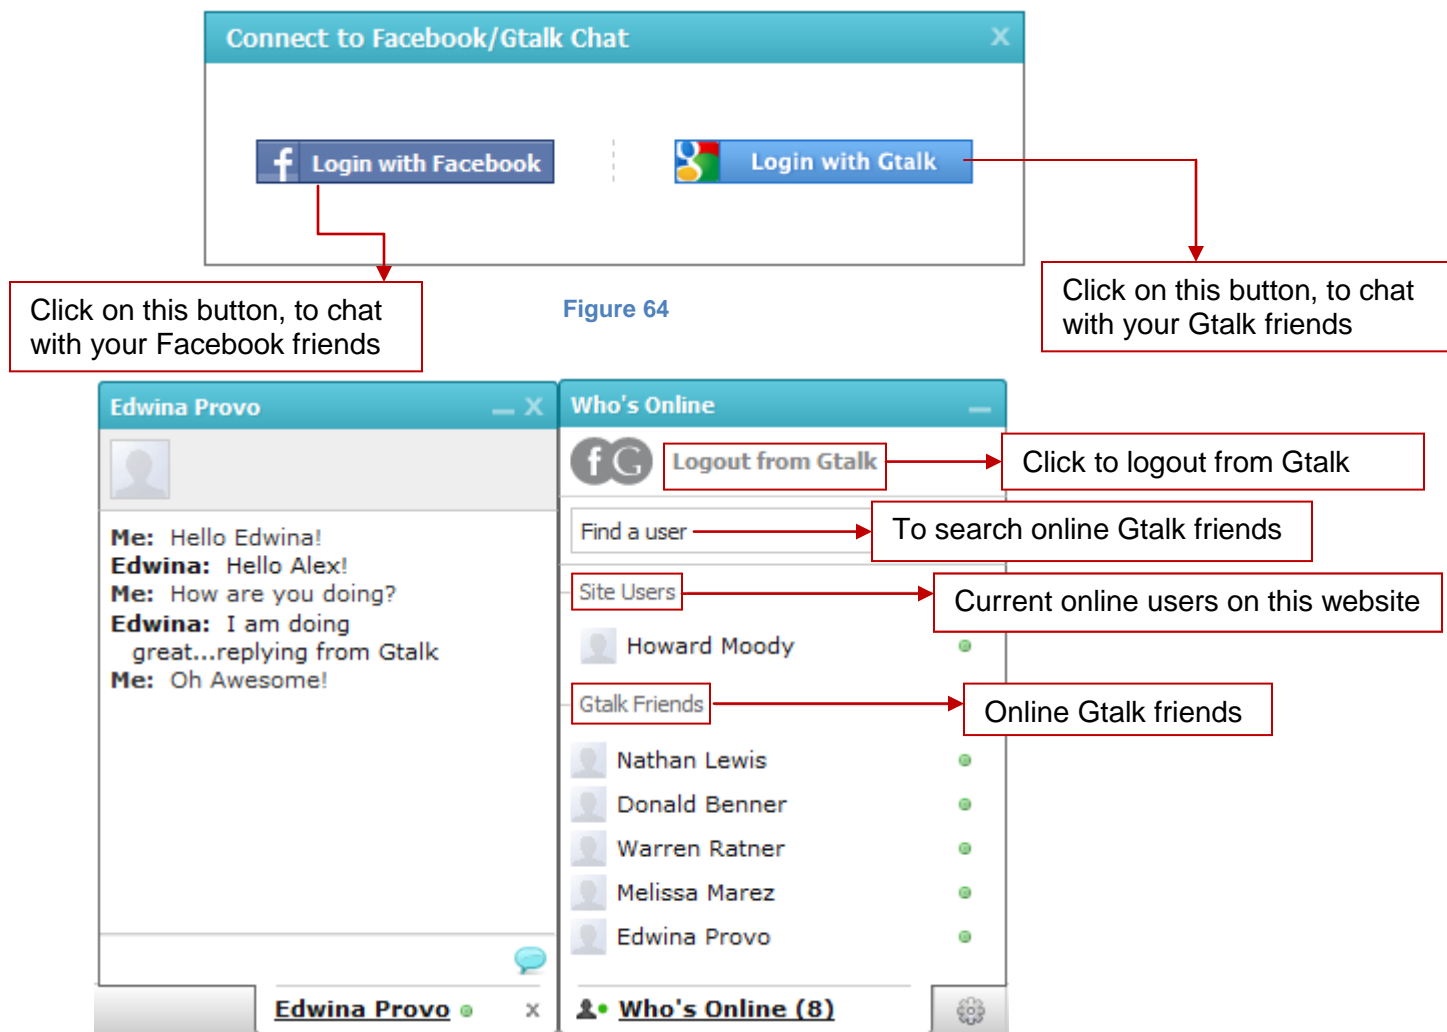 Connect to Facebook/Gtalk Chat X
f Login with Facebook
g Login with Gtalk
Click on this button, to chat
with your Facebook friends
Figure 64
Click on this button, to chat
with your Gtalk friends
Edwina Provo X
Me: Hello Edwina!
Edwina: Hello Alex!
Me: How are you doing?
Edwina: I am doing
great...replying from Gtalk
Me: Oh Awesome!
Edwina Provo x
Who's Online
f G Logout from Gtalk
Click to logout from Gtalk
Find a user
To search online Gtalk friends
Site Users
Current online users on this website
Howard Moody
Gtalk Friends
Online Gtalk friends
Nathan Lewis
Donald Benner
Warren Ratner
Melissa Marez
Edwina Provo
Who's Online (8)